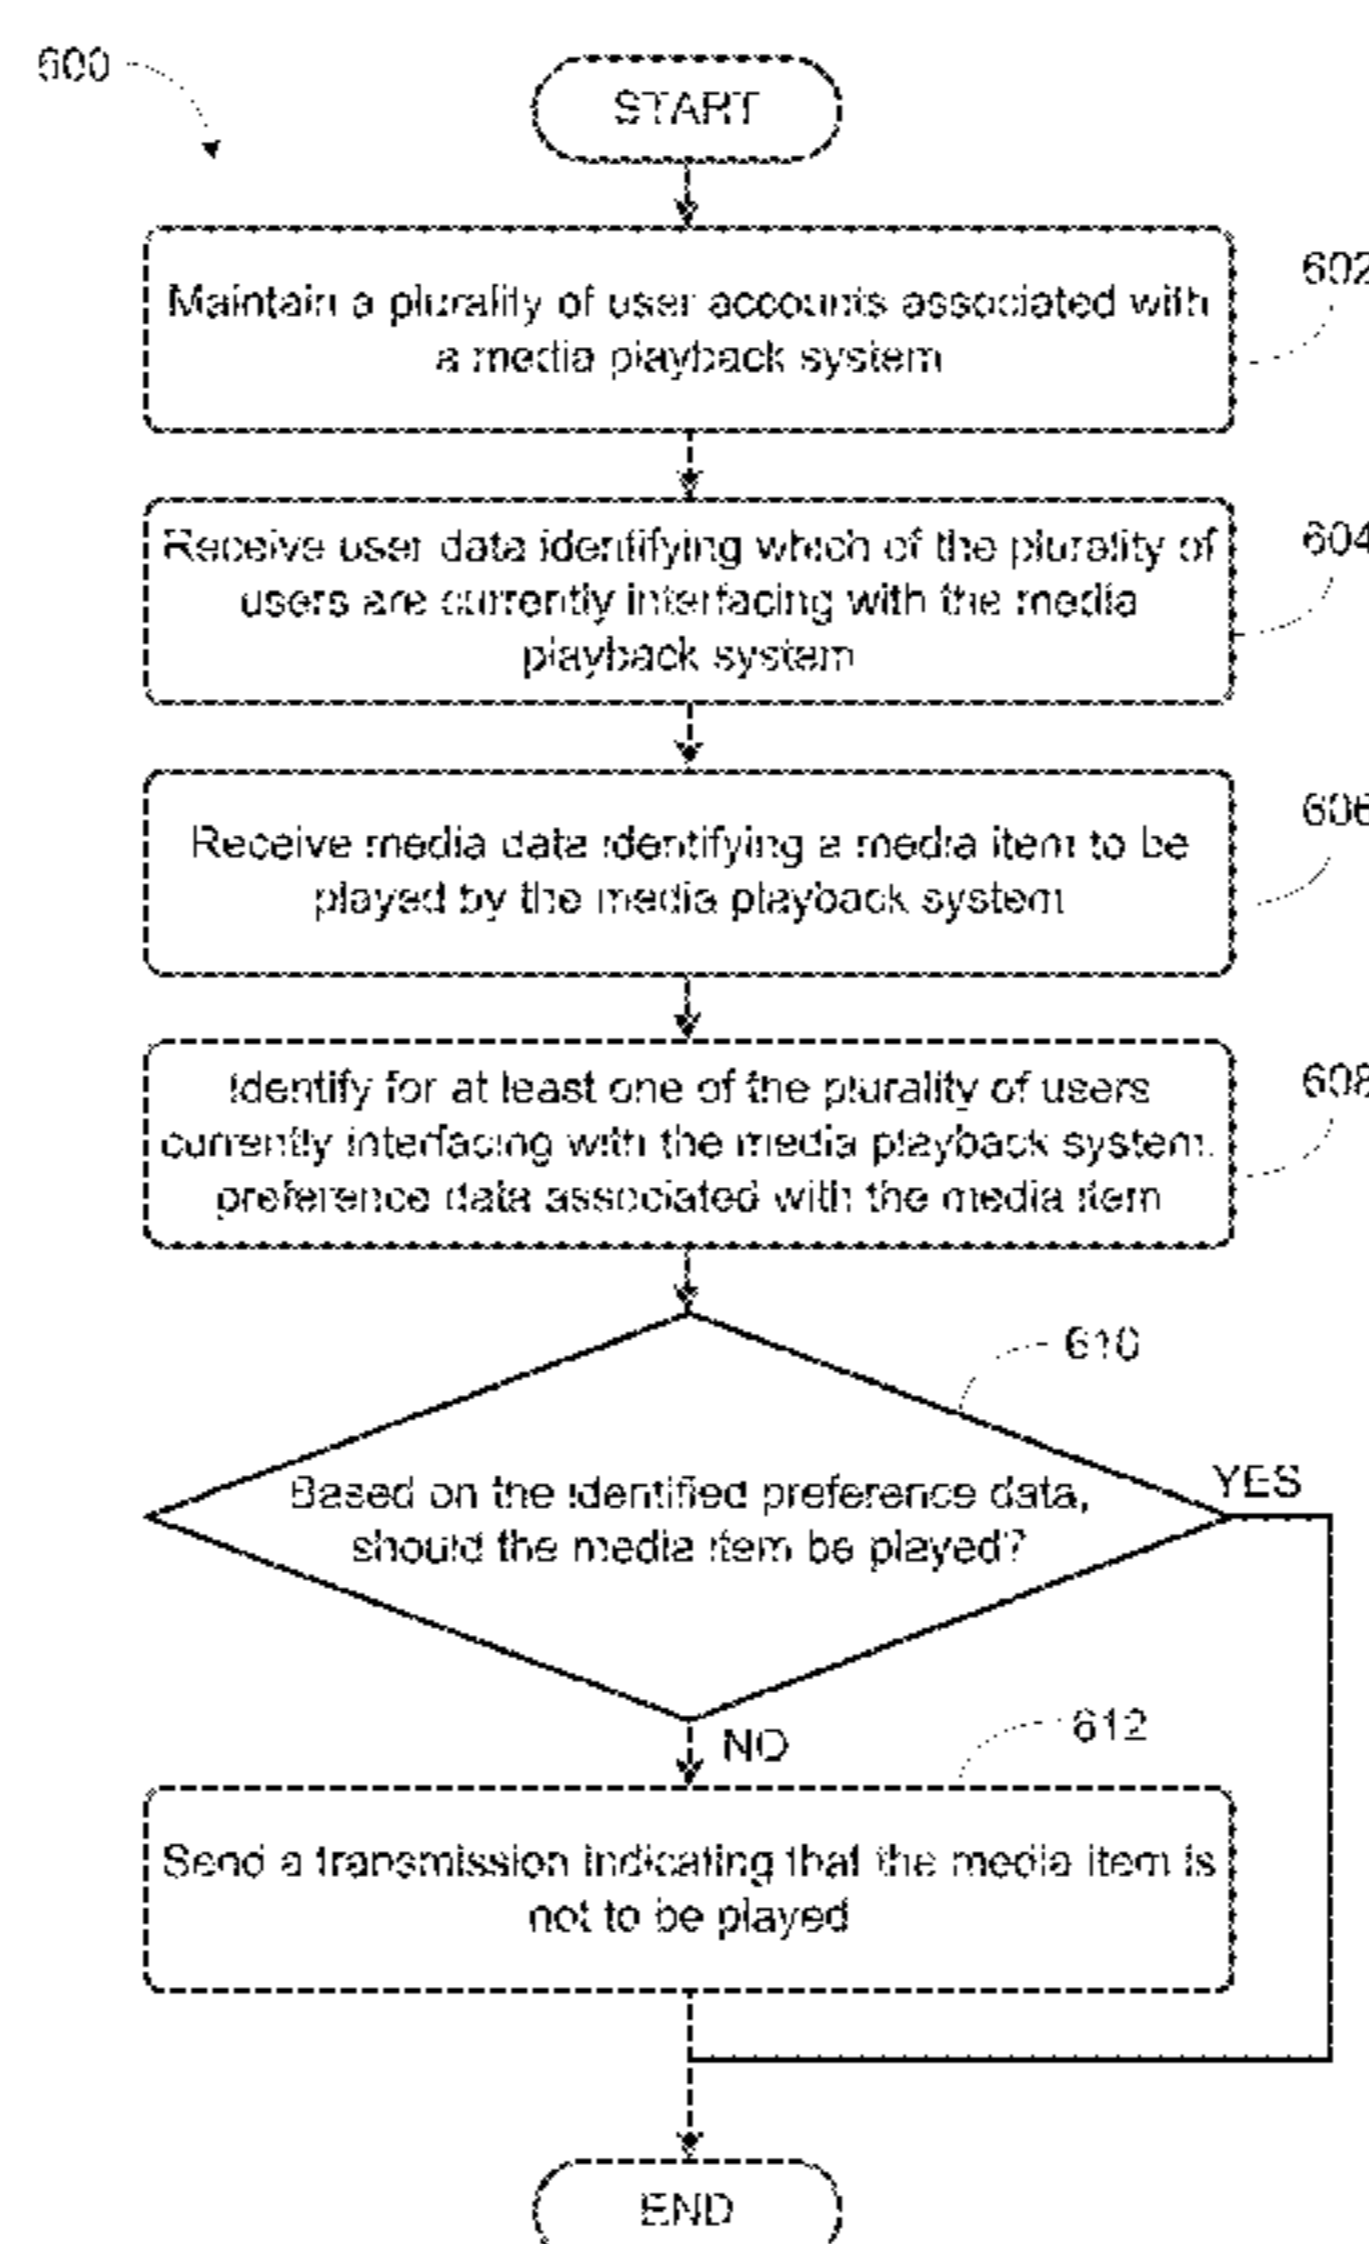 600
START
Maintain a plurality of user accounts associated with
a media playback system
602
Receive user data identifying which of the plurality of
users are currently interfacing with the media
playback system
604
Receive media data identifying a media item to be
played by the media playback system
606
Identify for at least one of the plurality of users
currently interfacing with the media playback system,
preference data associated with the media item
608
610
Based on the identified preference data,
should the media item be played?
YES
NO
612
Send a transmission indicating that the media item is
not to be played
END